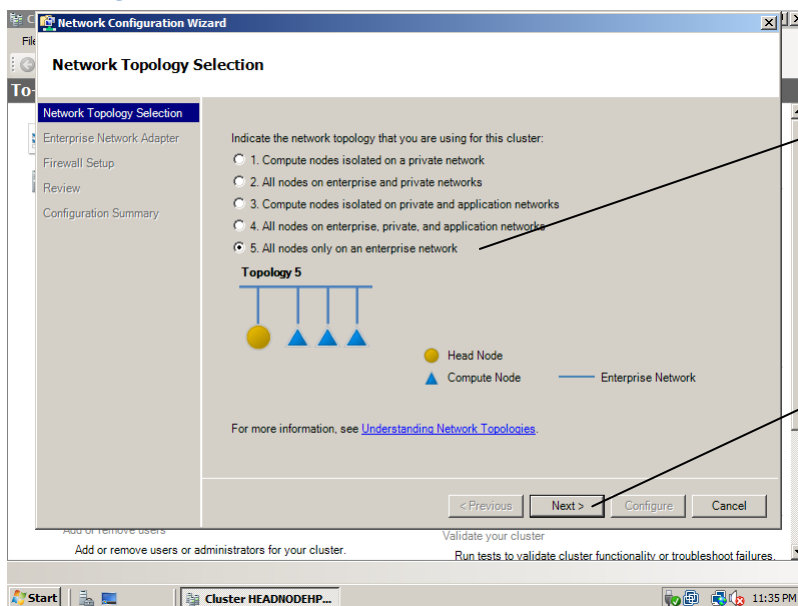 Network Configuration Wizard
File
Network Topology Selection
To-
Network Topology Selection
Enterprise Network Adapter
Firewall Setup
Review
Configuration Summary
Indicate the network topology that you are using for this cluster:
1. Compute nodes isolated on a private network
2. All nodes on enterprise and private networks
3. Compute nodes isolated on private and application networks
4. All nodes on enterprise, private, and application networks
5. All nodes only on an enterprise network
Topology 5
Head Node
Compute Node
Enterprise Network
For more information, see Understanding Network Topologies.
< Previous
Next >
Configure
Cancel
Add or remove users
Validate your cluster
Add or remove users or administrators for your cluster.
Run tests to validate cluster functionality or troubleshoot failures.
Start
Cluster HEADNODEHP...
11:35 PM